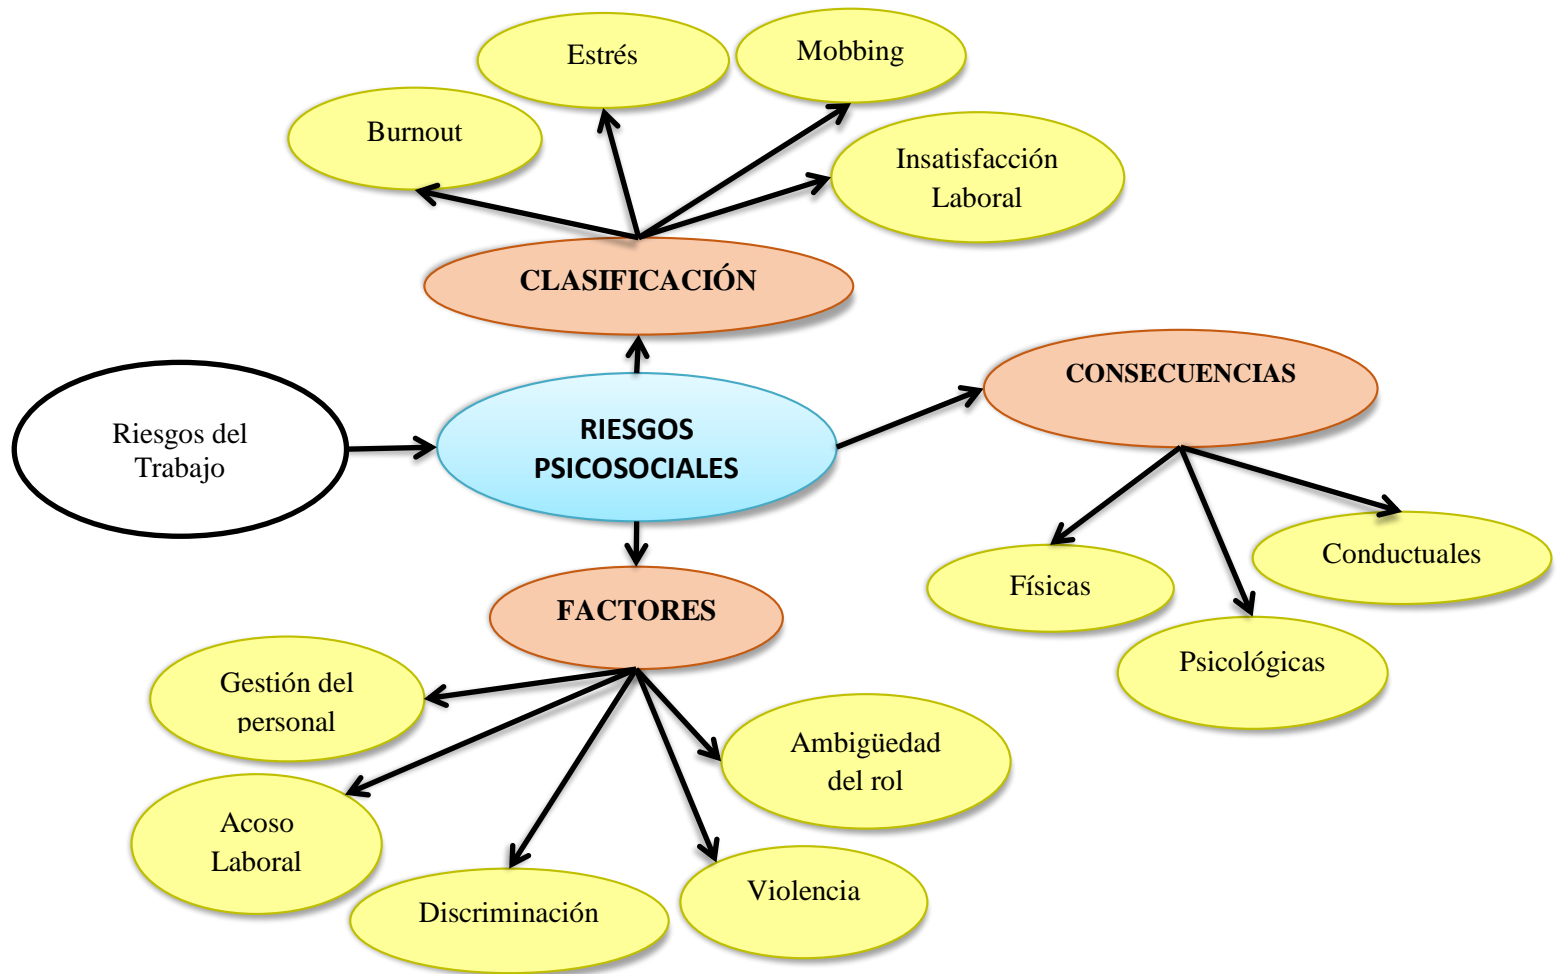 Estrés
Mobbing
Burnout
Insatisfacción
Laboral
CLASIFICACIÓN
CONSECUENCIAS
Riesgos del
Trabajo
RIESGOS
PSICOSOCIALES
Conductuales
Físicas
Psicológicas
FACTORES
Gestión del
personal
Ambigüedad
del rol
Acoso
Laboral
Violencia
Discriminación